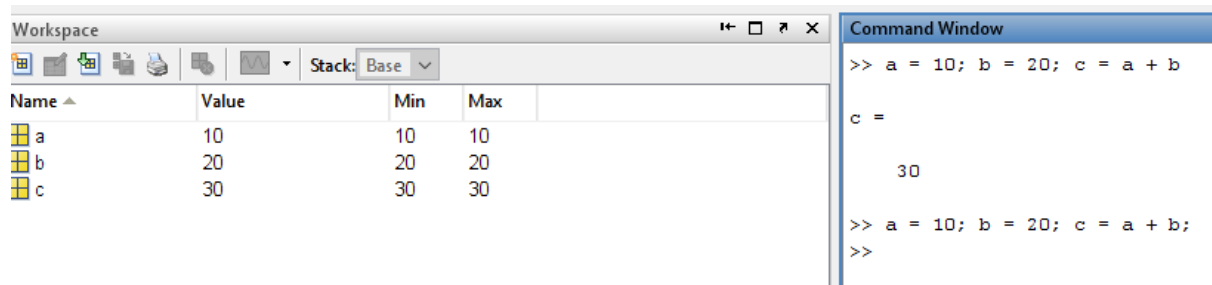 Workspace
Stack: Base
Name Value Min Max
a 10 10 10
b 20 20 20
c 30 30 30
Command Window
>> a = 10; b = 20; c = a + b
c =
30
>> a = 10; b = 20; c = a + b;
>>